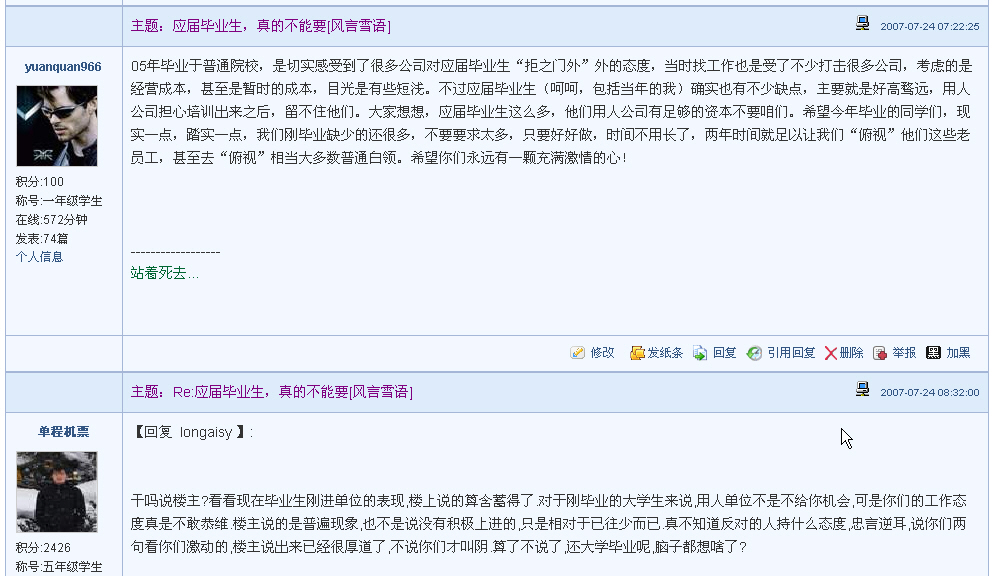 主题：应届毕业生，真的不能要[风言雪语]
2007-07-24 07:22:25
yuanquan966
积分:100
称号:一年级学生
在线:572分钟
发表:74篇
个人信息
05年毕业于普通院校，是切实感受到了很多公司对应届毕业生“拒之门外”外的态度，当时找工作也是受了不少打击很多公司，考虑的是
经营成本，甚至是暂时的成本，目光是有些短浅。不过应届毕业生（呵呵，包括当年的我）确实也有不少缺点，主要就是好高骛远，用人
公司担心培训出来之后，留不住他们。大家想想，应届毕业生这么多，他们用人公司有足够的资本不要咱们。希望今年毕业的同学们，现
实一点，踏实一点，我们刚毕业缺少的还很多，不要要求太多，只要好好做，时间不用长了，两年时间就足以让我们“俯视”他们这些老
员工，甚至去“俯视”相当大多数普通白领。希望你们永远有一颗充满激情的心！
------------------
站着死去...
修改 发纸条 回复 引用回复 删除 举报 黑 加黑
主题：Re:应届毕业生，真的不能要[风言雪语]
2007-07-24 08:32:00
单程机票
积分:2426
称号:五年级学生
【回复 longaisy 】:
干吗说楼主?看看现在毕业生刚进单位的表现,楼上说的算含蓄得了.对于刚毕业的大学生来说,用人单位不是不给你机会,可是你们的工作态
度真是不敢恭维.楼主说的是普遍现象,也不是说没有积极上进的,只是相对于已往少而已.真不知道反对的人持什么态度,忠言逆耳,说你们两
句看你们激动的,楼主说出来已经很厚道了,不说你们才叫阴.算了不说了,还大学毕业呢,脑子都想啥了?